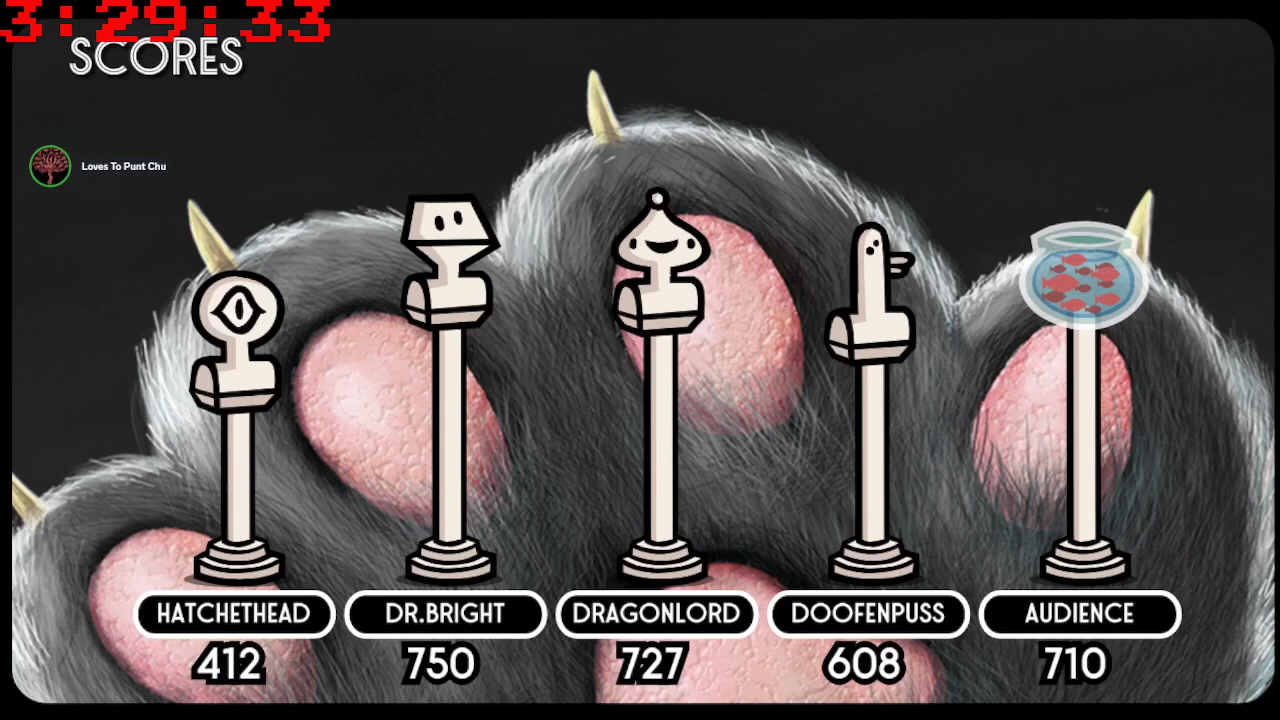 3:29:33
SCORES
Loves To Punt Chu
HATCHETHEAD DR.BRIGHT DRAGONLORD DOOFENPUSS AUDIENCE
412 750 727 608 710